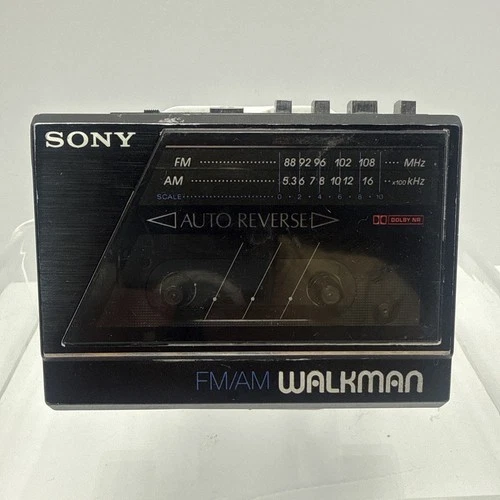 SONY
FM 88 92 96 102 108 MHz
AM 5.3 6 7 8 10 12 16 x100 kHz
SCALE 0 2 4 6 8 10
AUTO REVERSE
DOLBY NR
FM/AM WALKMAN